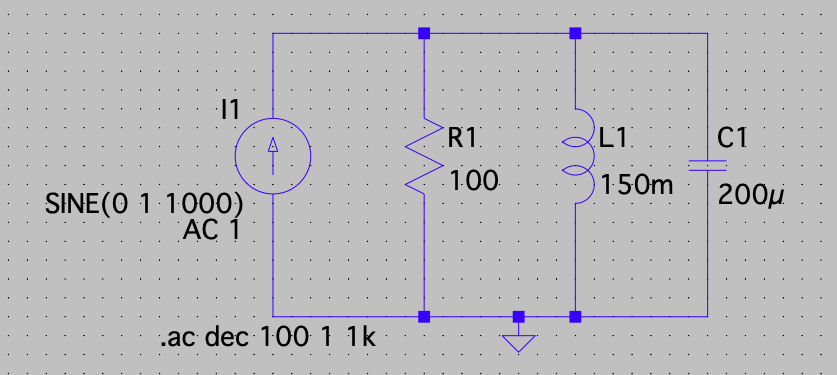 I1
R1
100
L1
150m
C1
200µ
SINE(0 1 1000)
AC 1
.ac dec 100 1 1k